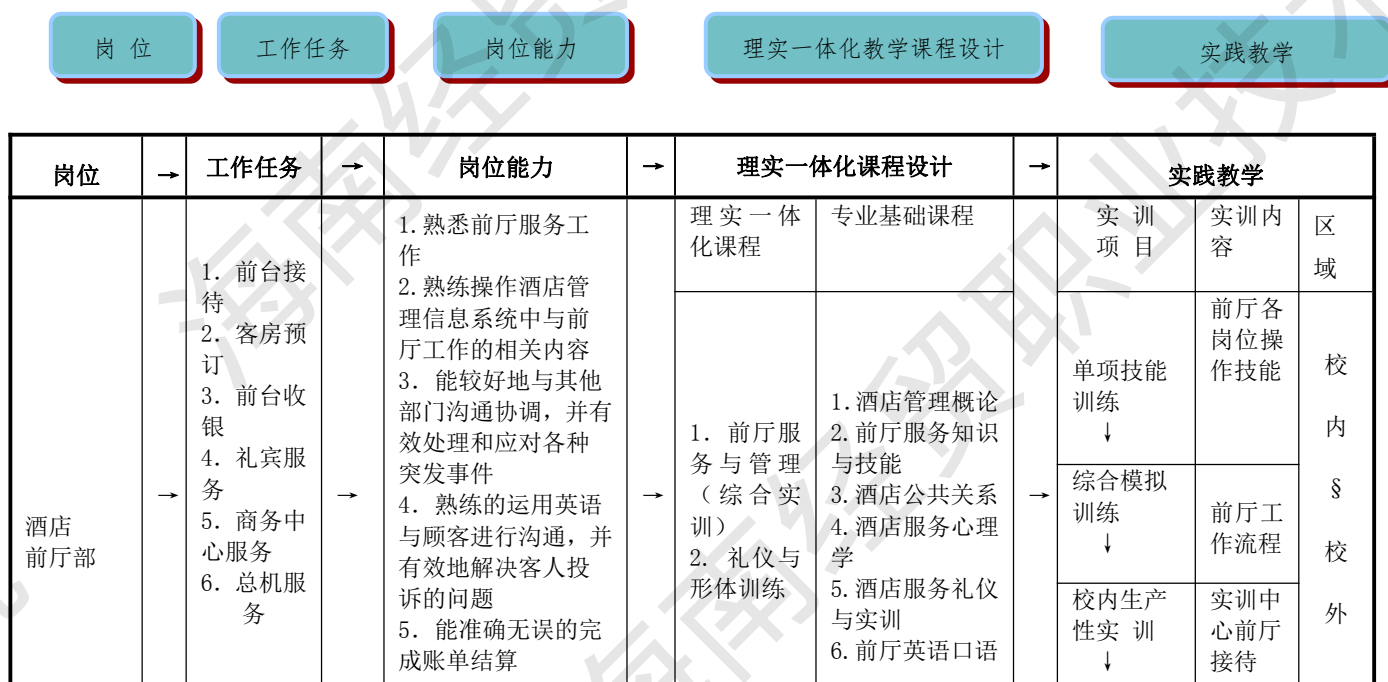 岗 位
工作任务
岗位能力
理实一体化教学课程设计
实践教学
岗位
→
工作任务
→
岗位能力
→
理实一体化课程设计
→
实践教学
酒店
前厅部
→
1. 前台接
待
2. 客房预
订
3. 前台收
银
4. 礼宾服
务
5. 商务中
心服务
6. 总机服
务
→
1.熟悉前厅服务工
作
2.熟练操作酒店管
理信息系统中与前
厅工作的相关内容
3. 能较好地与其他
部门沟通协调，并有
效处理和应对各种
突发事件
4. 熟练的运用英语
与顾客进行沟通，并
有效地解决客人投
诉的问题
5. 能准确无误的完
成账单结算
→
理实一体
化课程
专业基础课程
1. 前厅服
务与管理
（综合实
训）
2. 礼仪与
形体训练
1.酒店管理概论
2.前厅服务知识
与技能
3.酒店公共关系
4.酒店服务心理
学
5.酒店服务礼仪
与实训
6.前厅英语口语
→
实 训
项 目
实训内
容
区
域
单项技能
训练
↓
前厅各
岗位操
作技能
综合模拟
训练
↓
前厅工
作流程
校内生产
性实 训
↓
实训中
心前厅
接待
校
内
§
校
外
海南经贸职业技术
海南经贸职业技术